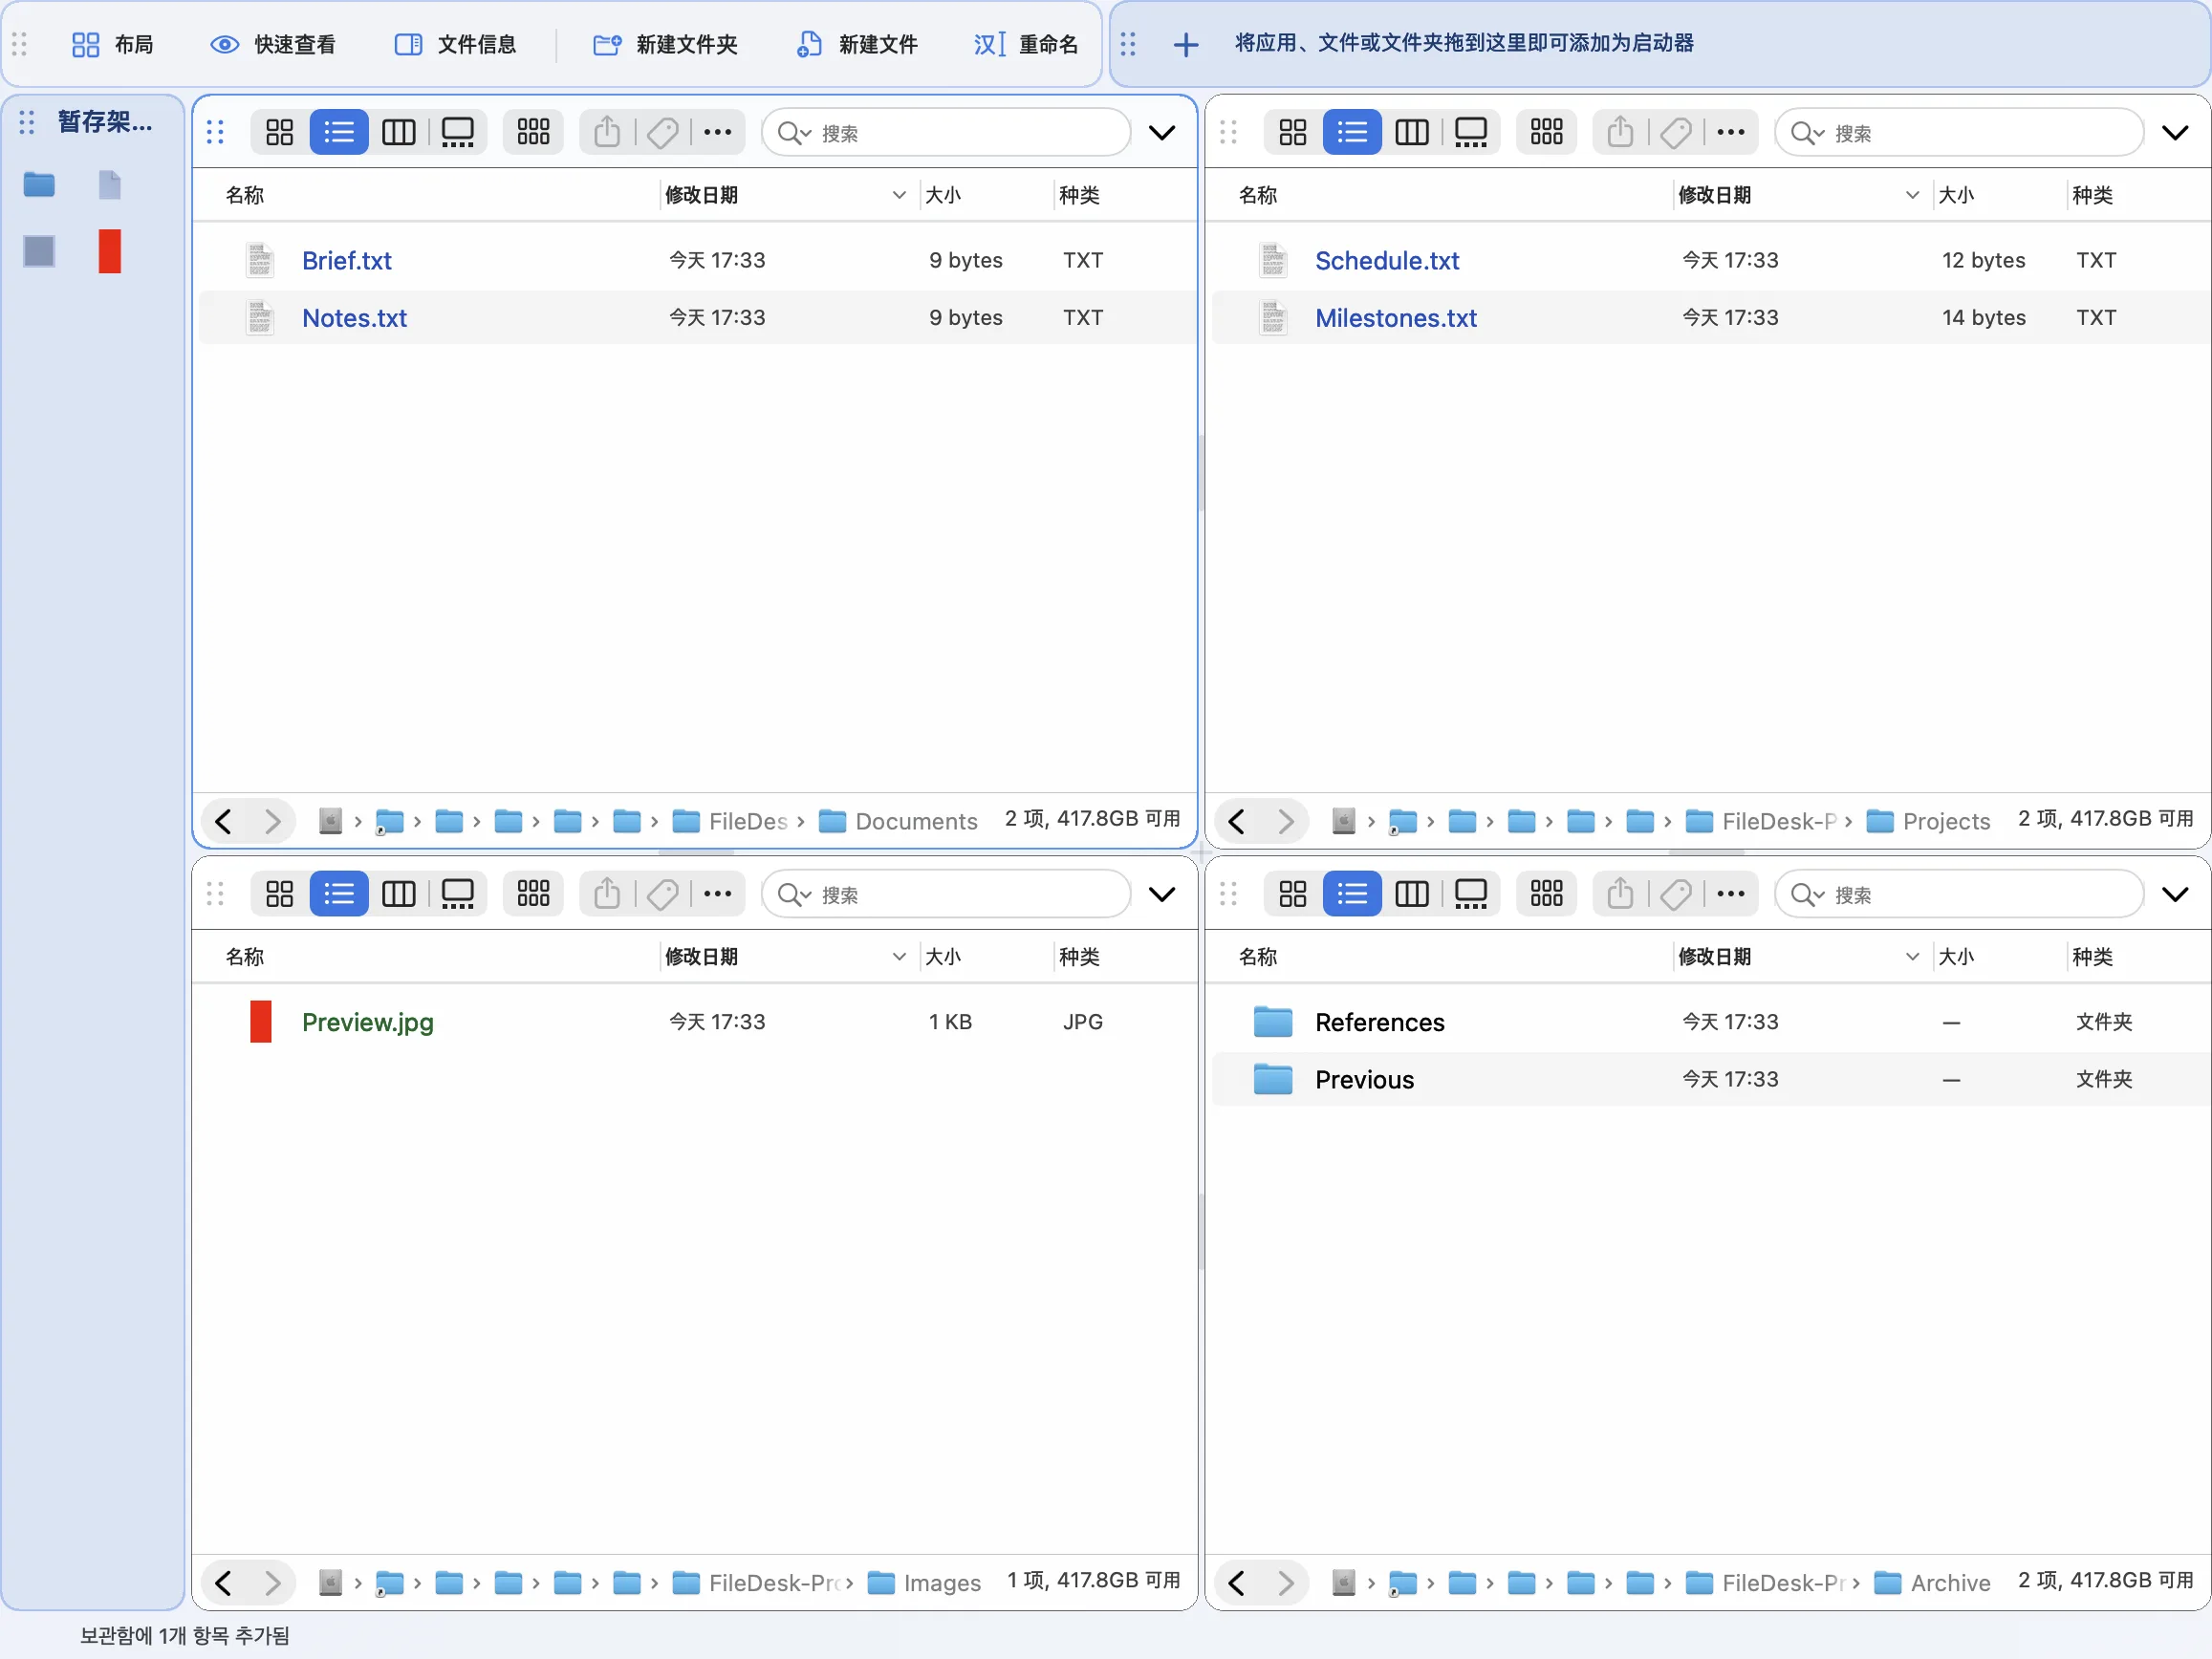 布局 快速查看 文件信息 新建文件夹 新建文件 汉 重命名
将应用、文件或文件夹拖到这里即可添加为启动器
暂存架...
搜索
名称 修改日期 大小 种类
Brief.txt 今天 17:33 9 bytes TXT
Notes.txt 今天 17:33 9 bytes TXT
FileDes Documents 2 项, 417.8GB 可用
搜索
名称 修改日期 大小 种类
Schedule.txt 今天 17:33 12 bytes TXT
Milestones.txt 今天 17:33 14 bytes TXT
FileDesk-P Projects 2 项, 417.8GB 可用
搜索
名称 修改日期 大小 种类
Preview.jpg 今天 17:33 1 KB JPG
FileDesk-Pro Images 1 项, 417.8GB 可用
搜索
名称 修改日期 大小 种类
References 今天 17:33 — 文件夹
Previous 今天 17:33 — 文件夹
FileDesk-Pr Archive 2 项, 417.8GB 可用
보관함에 1개 항목 추가됨